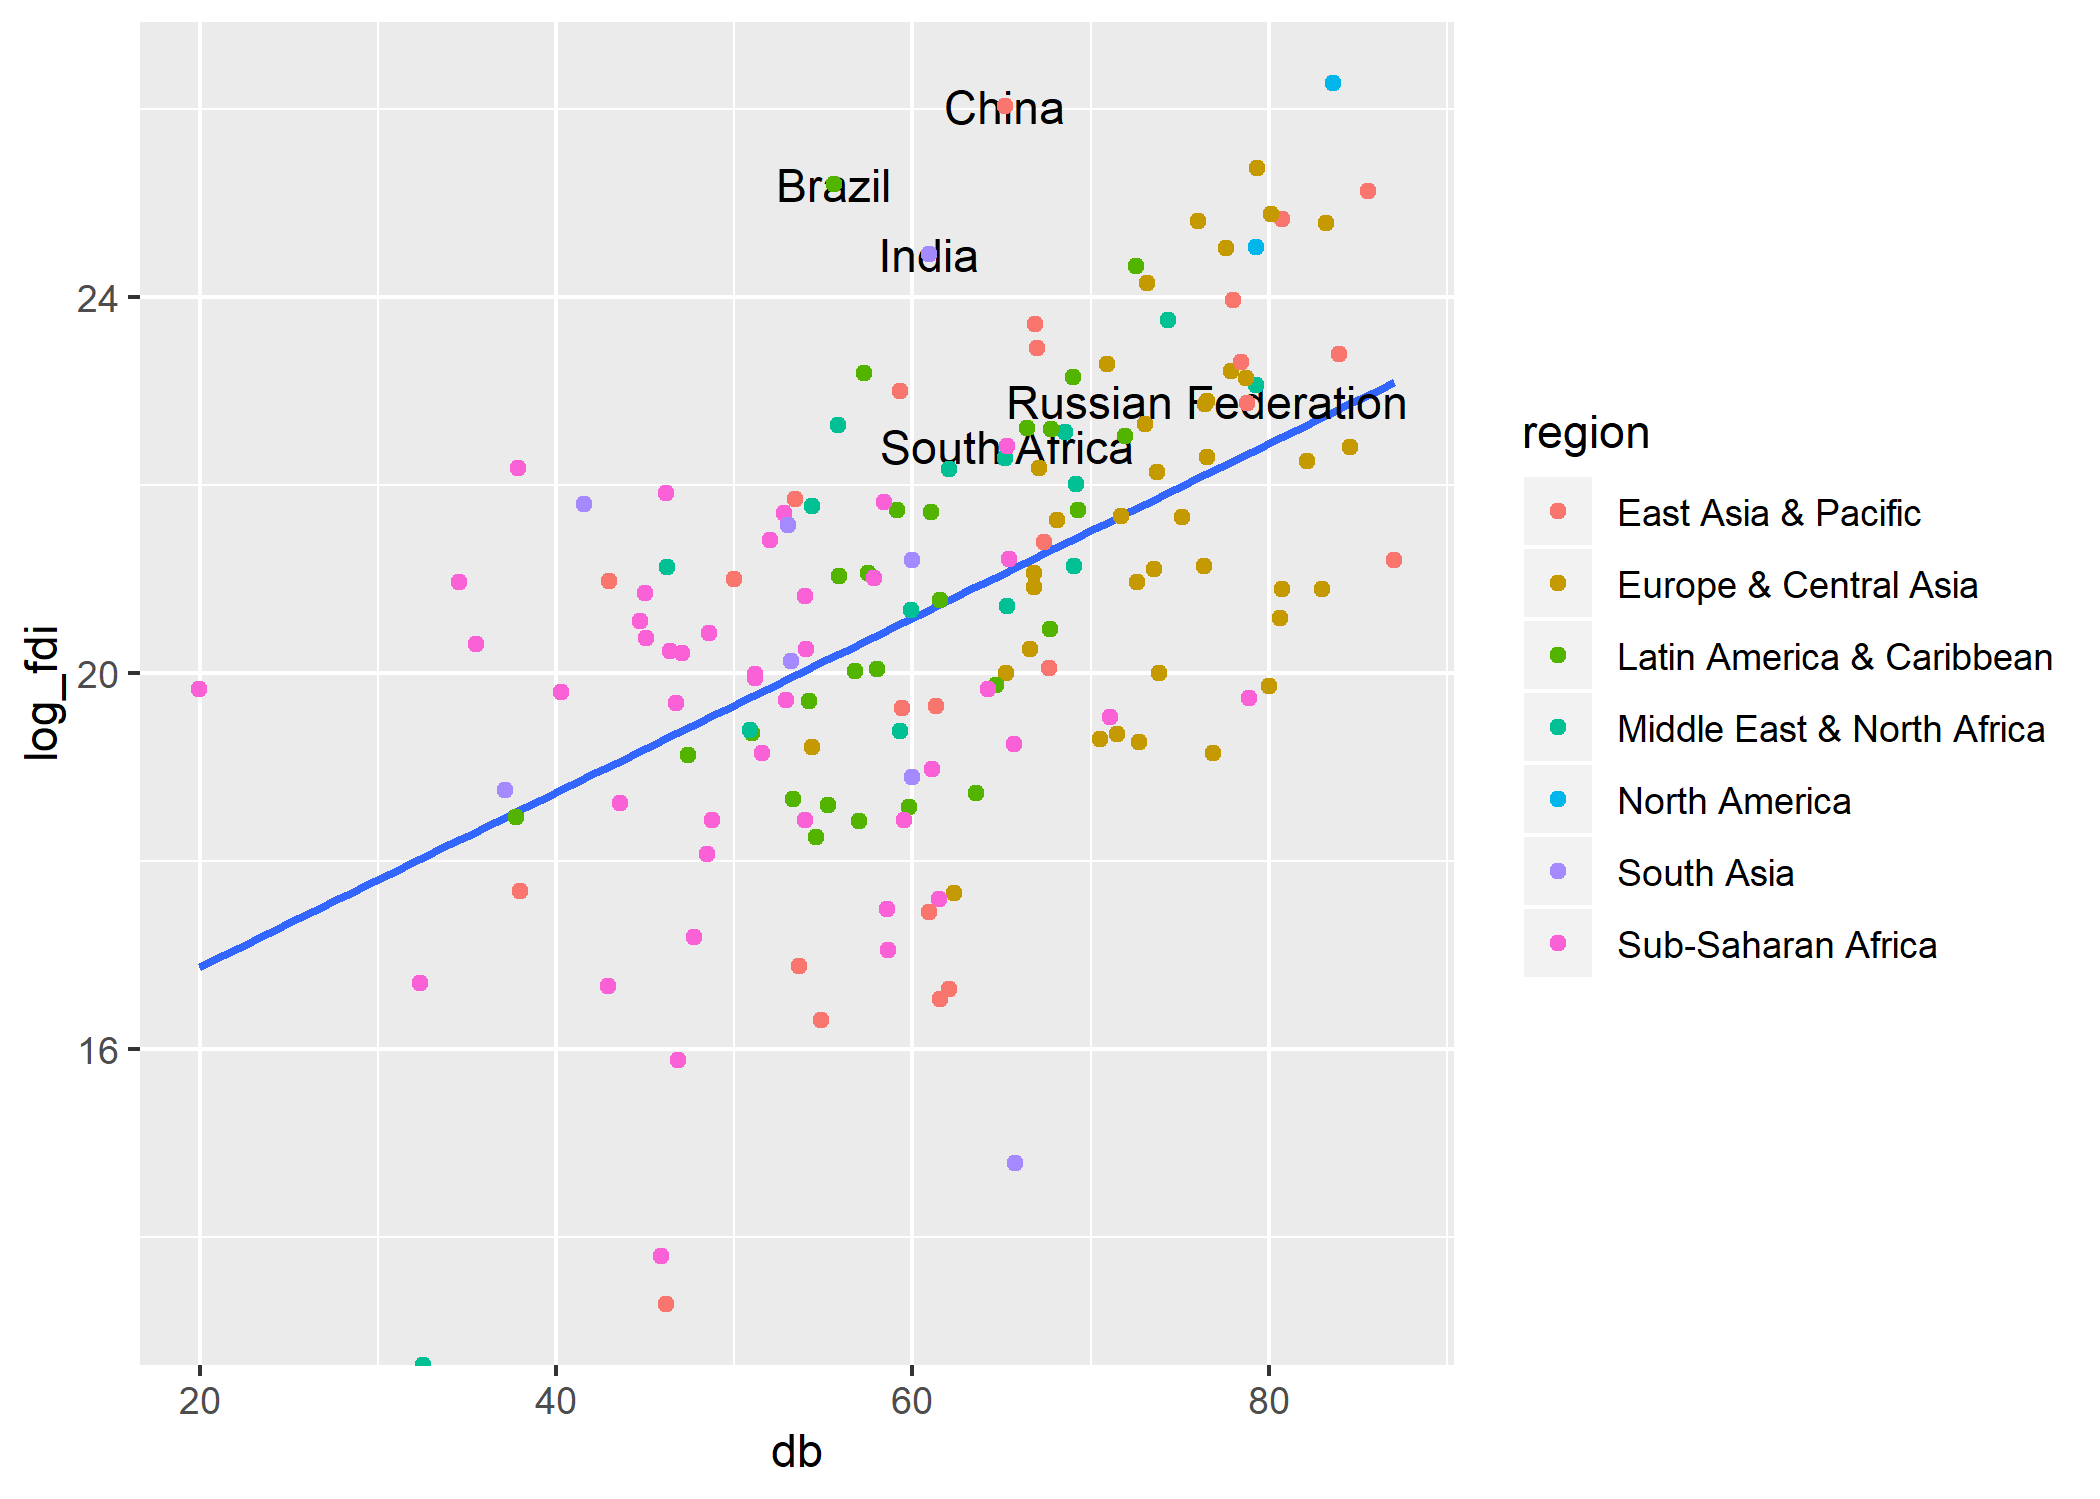 China
Brazil
India
24
Russian Federation
South Africa
20
16
20 40 60 80
db
log_fdi
region
East Asia & Pacific
Europe & Central Asia
Latin America & Caribbean
Middle East & North Africa
North America
South Asia
Sub-Saharan Africa